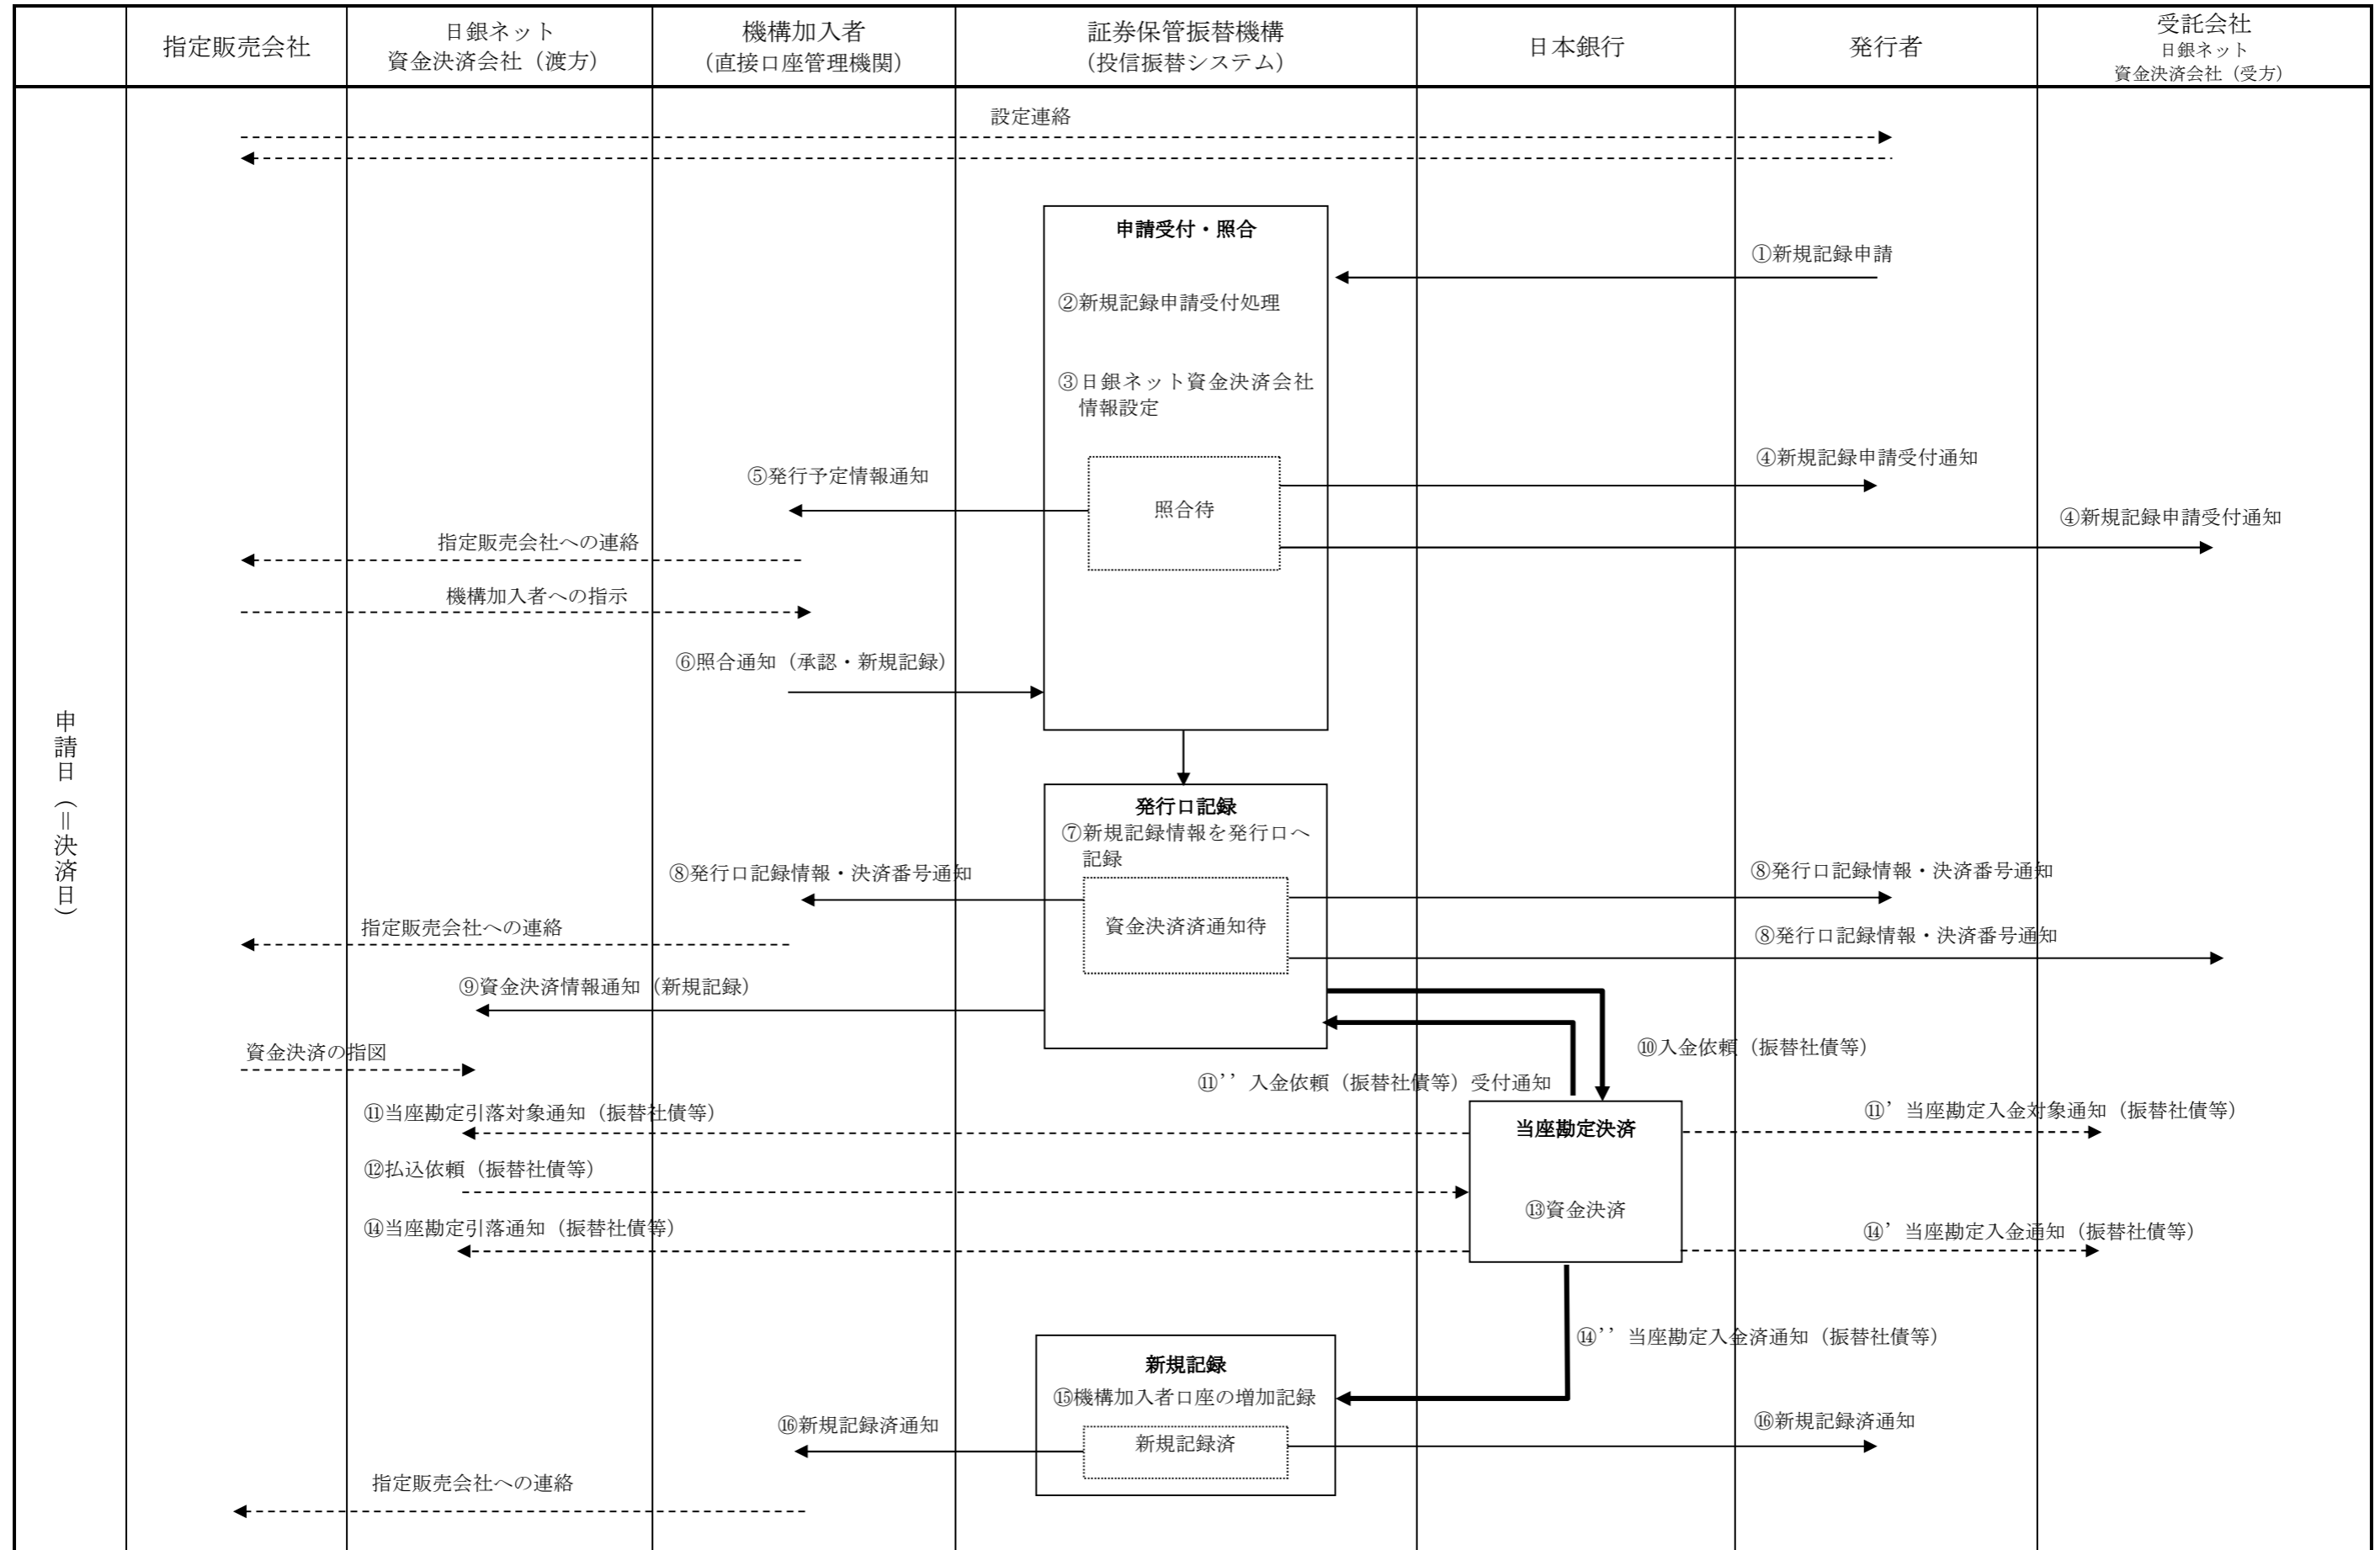 指定販売会社
日銀ネット
資金決済会社（渡方）
機構加入者
（直接口座管理機関）
証券保管振替機構
（投信振替システム）
日本銀行
発行者
受託会社
日銀ネット
資金決済会社（受方）
申請日（＝決済日）
設定連絡
申請受付・照合
①新規記録申請
②新規記録申請受付処理
③日銀ネット資金決済会社
情報設定
④新規記録申請受付通知
⑤発行予定情報通知
照合待
④新規記録申請受付通知
指定販売会社への連絡
機構加入者への指示
⑥照合通知（承認・新規記録）
発行口記録
⑦新規記録情報を発行口へ
記録
⑧発行口記録情報・決済番号通知
⑧発行口記録情報・決済番号通知
資金決済済通知待
指定販売会社への連絡
⑧発行口記録情報・決済番号通知
⑨資金決済情報通知（新規記録）
資金決済の指図
⑩入金依頼（振替社債等）
⑪’’入金依頼（振替社債等）受付通知
⑪当座勘定引落対象通知（振替社債等）
⑪’当座勘定入金対象通知（振替社債等）
当座勘定決済
⑫払込依頼（振替社債等）
⑬資金決済
⑭当座勘定引落通知（振替社債等）
⑭’当座勘定入金通知（振替社債等）
⑭’’当座勘定入金済通知（振替社債等）
新規記録
⑮機構加入者口座の増加記録
⑯新規記録済通知
⑯新規記録済通知
新規記録済
指定販売会社への連絡